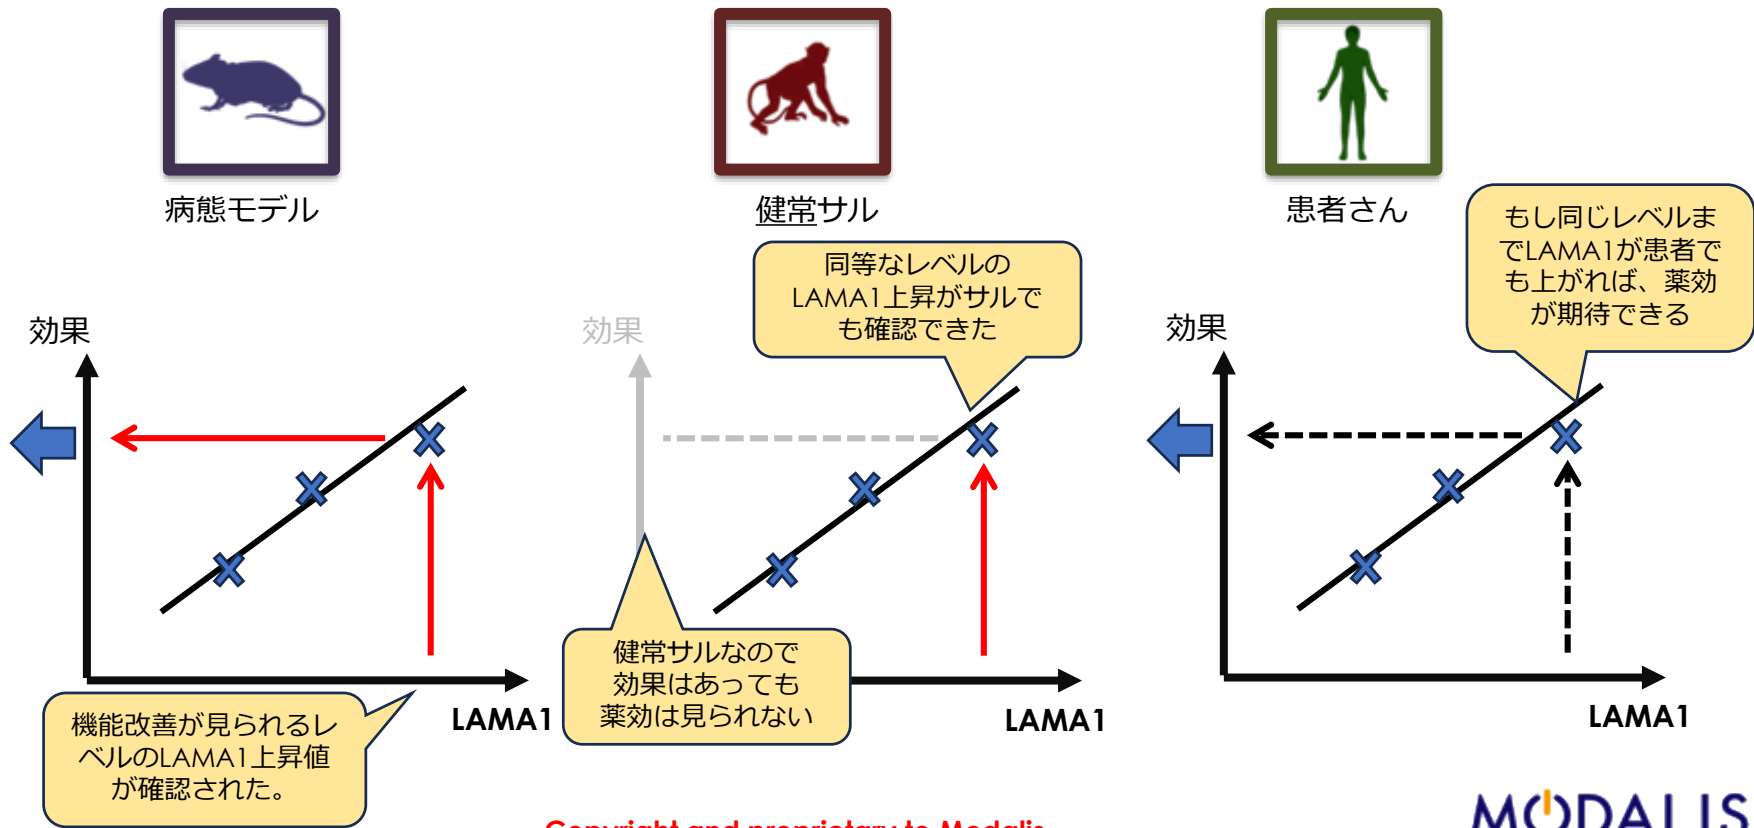 病態モデル
健常サル
患者さん
もし同じレベルま
でLAMA1が患者で
も上がれば、薬効
が期待できる
同等なレベルの
LAMA1上昇がサルで
も確認できた
効果
効果
効果
健常サルなので
効果はあっても
薬効は見られない
機能改善が見られるレ
ベルのLAMA1上昇値
が確認された。
LAMA1
LAMA1
LAMA1
Copyright and proprietary to Modalis
MODALIS